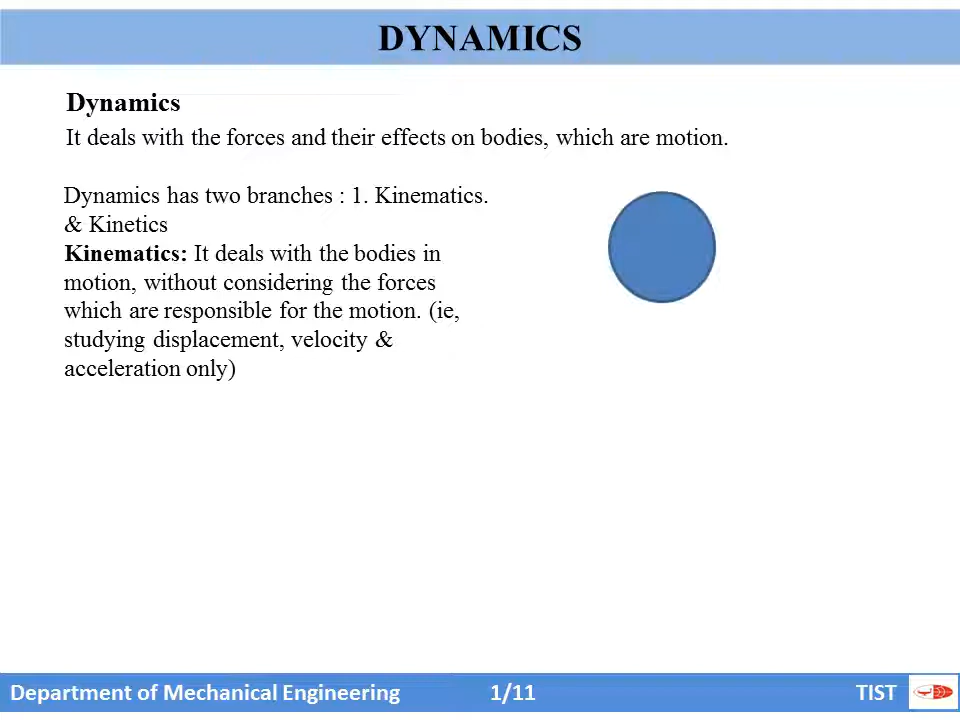 DYNAMICS
Dynamics
It deals with the forces and their effects on bodies, which are motion.
Dynamics has two branches : 1. Kinematics.
& Kinetics
Kinematics: It deals with the bodies in
motion, without considering the forces
which are responsible for the motion. (ie,
studying displacement, velocity &
acceleration only)
Department of Mechanical Engineering 1/11 TIST